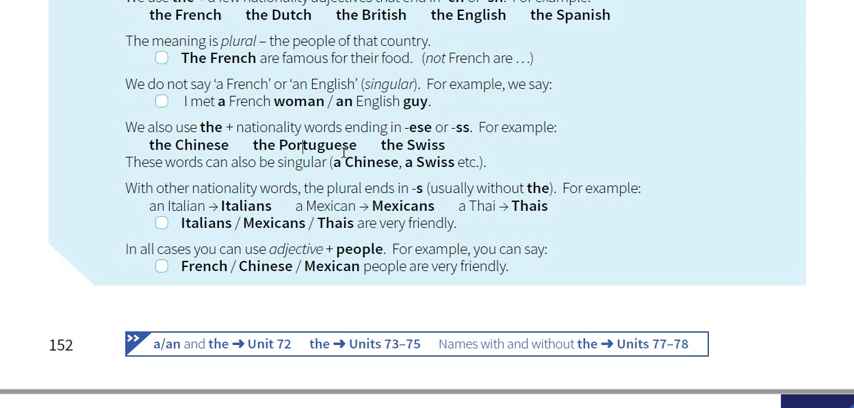 the French the Dutch the British the English the Spanish
The meaning is plural – the people of that country.
The French are famous for their food. (not French are …)
We do not say ‘a French’ or ‘an English’ (singular). For example, we say:
I met a French woman / an English guy.
We also use the + nationality words ending in -ese or -ss. For example:
the Chinese the Portuguese the Swiss
These words can also be singular (a Chinese, a Swiss etc.).
With other nationality words, the plural ends in -s (usually without the). For example:
an Italian → Italians a Mexican → Mexicans a Thai → Thais
Italians / Mexicans / Thais are very friendly.
In all cases you can use adjective + people. For example, you can say:
French / Chinese / Mexican people are very friendly.
152 a/an and the ➜ Unit 72 the ➜ Units 73–75 Names with and without the ➜ Units 77–78